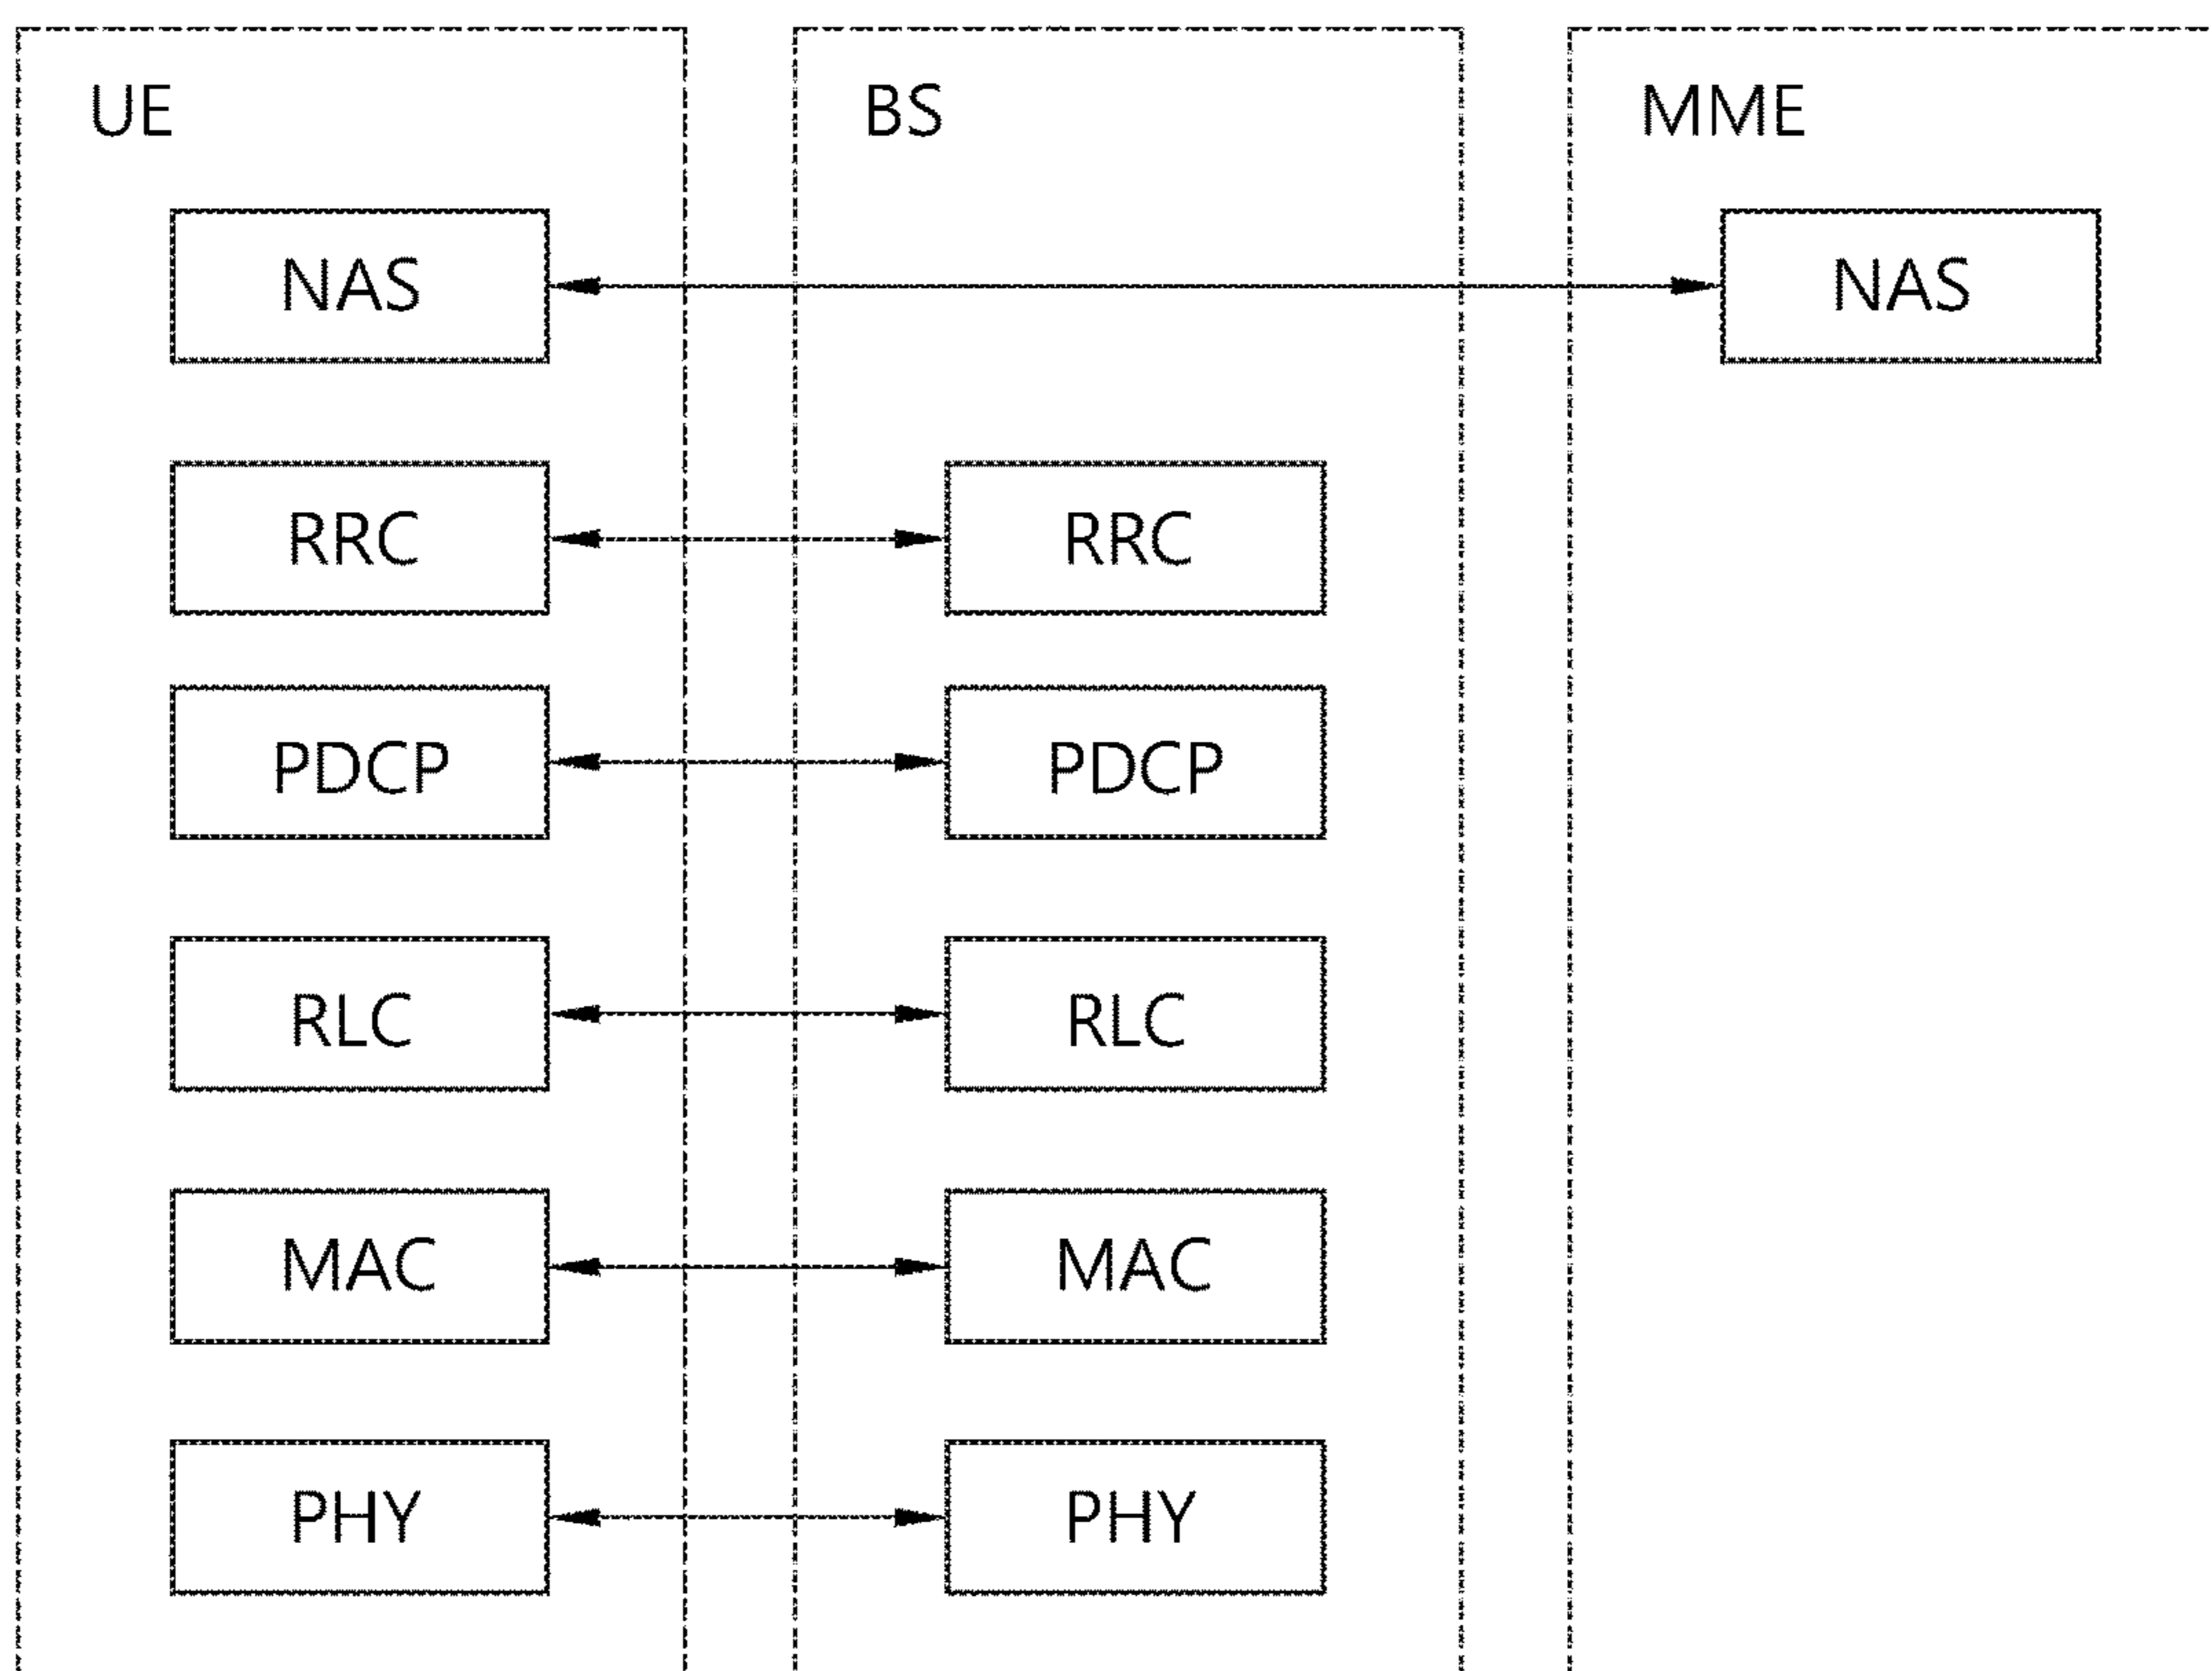 UE BS MME
NAS NAS
RRC RRC
PDCP PDCP
RLC RLC
MAC MAC
PHY PHY